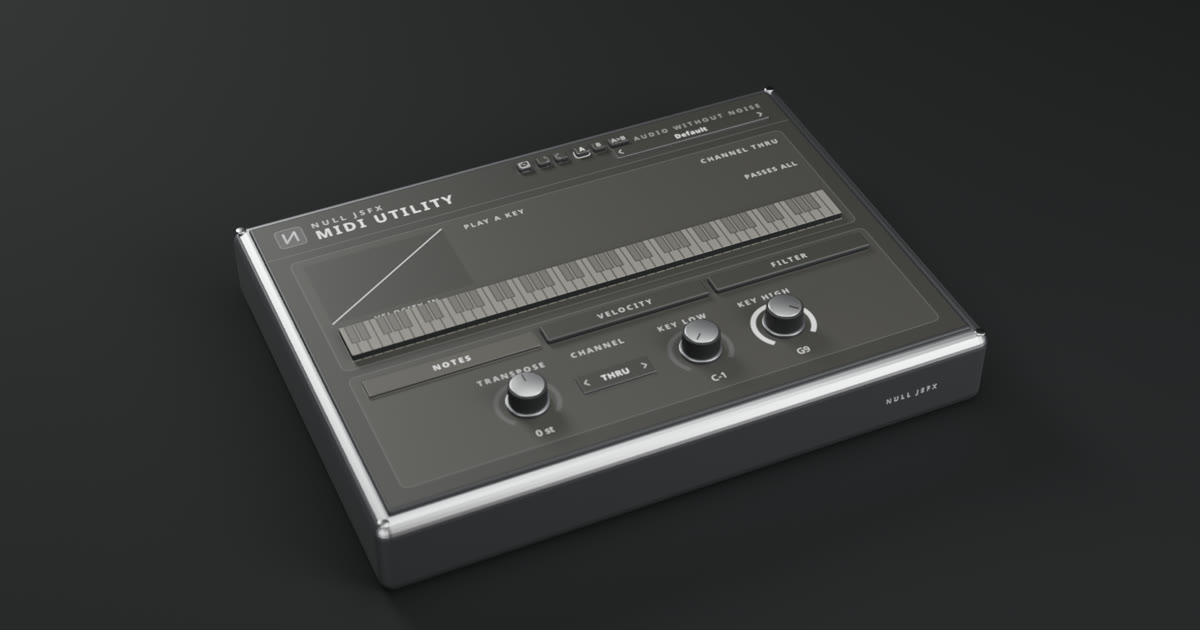 NULL JSFX
MIDI UTILITY
A
B
A>B
AUDIO WITHOUT NOISE
Default
CHANNEL THRU
PASSES ALL
PLAY A KEY
NOTES
VELOCITY
FILTER
TRANSPOSE
0 st
CHANNEL
THRU
KEY LOW
C-1
KEY HIGH
G9
NULL JSFX